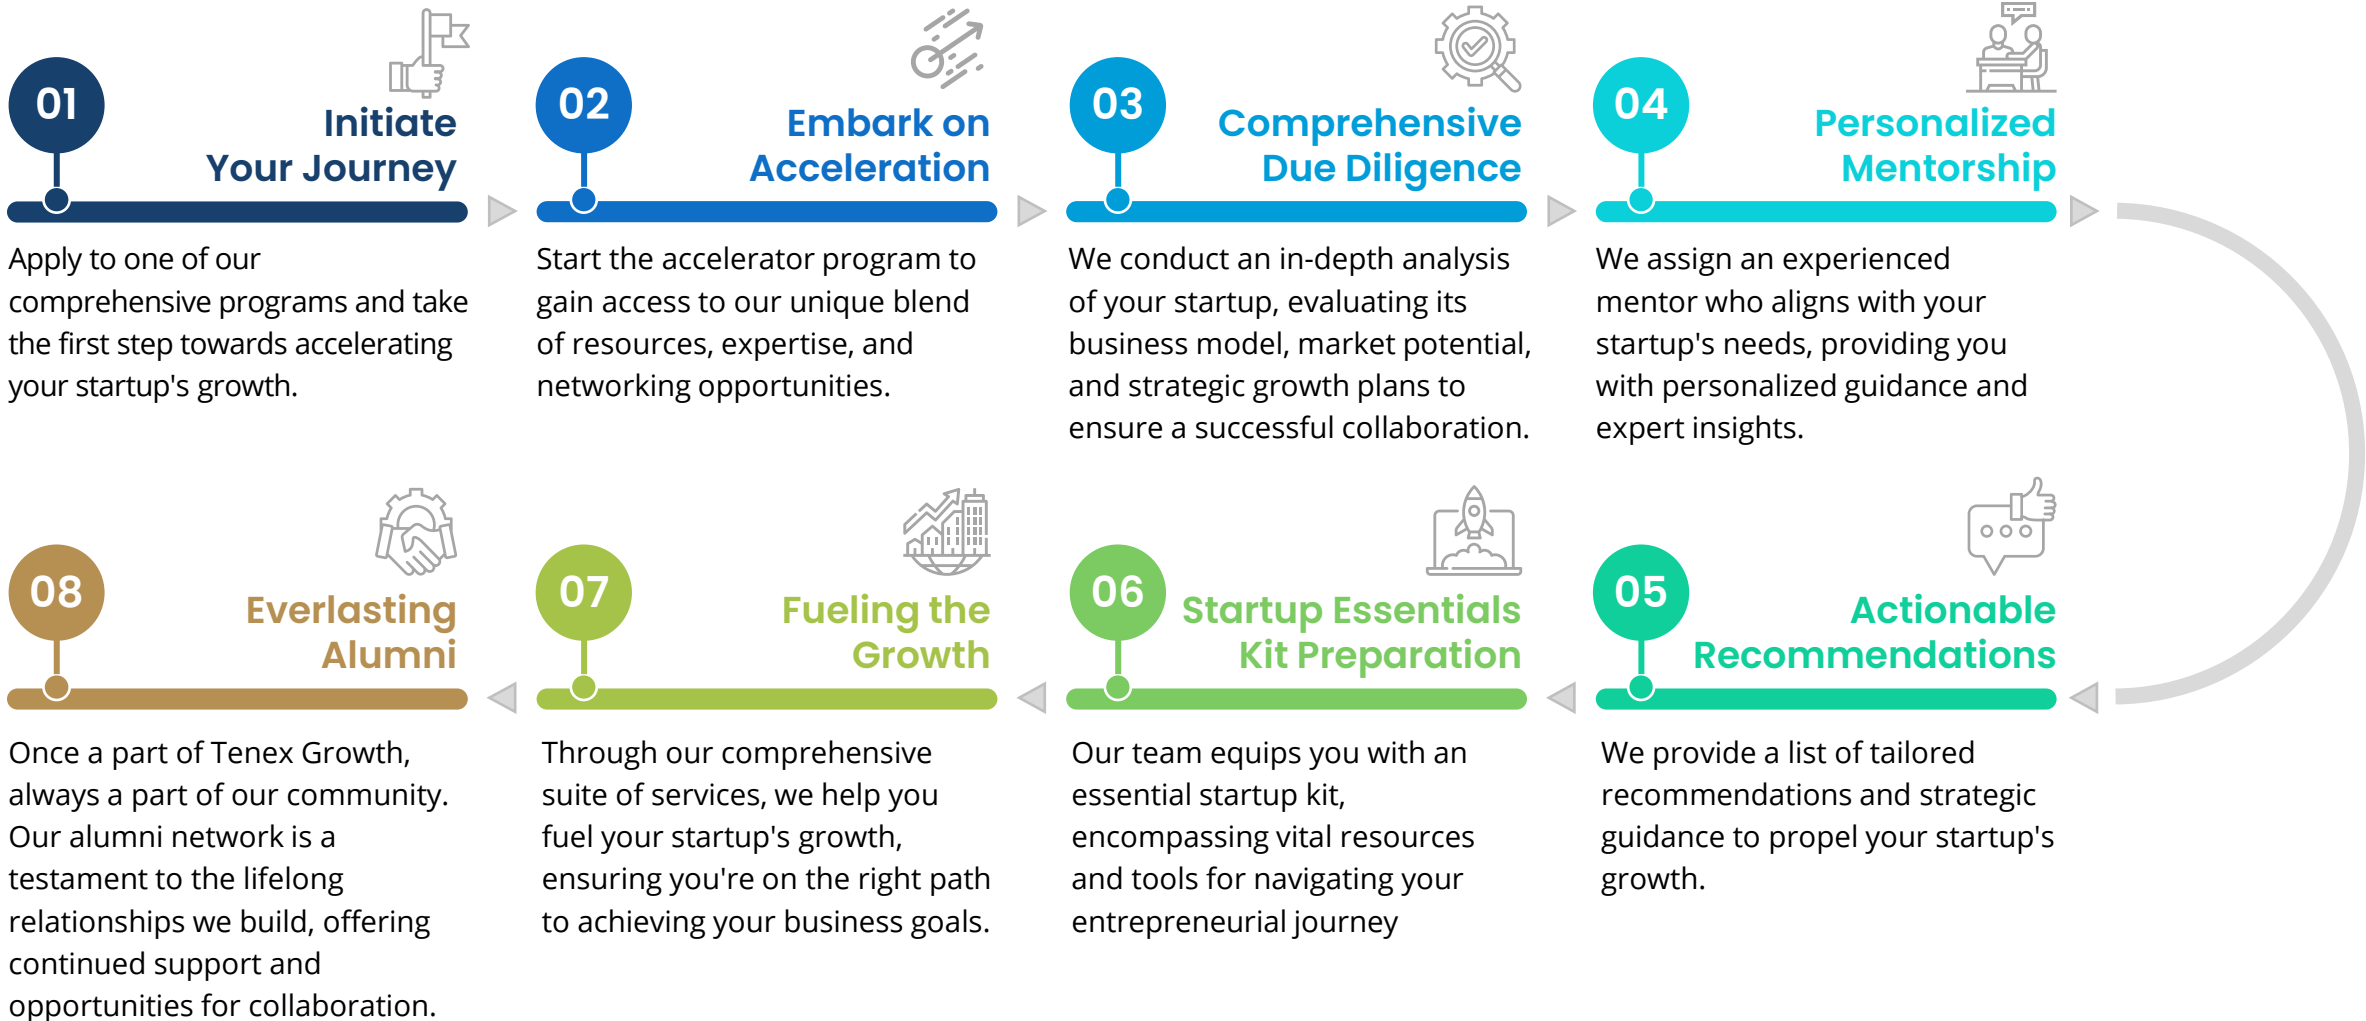 01
Initiate
Your Journey
Apply to one of our
comprehensive programs and take
the first step towards accelerating
your startup's growth.
02
Embark on
Acceleration
Start the accelerator program to
gain access to our unique blend
of resources, expertise, and
networking opportunities.
03
Comprehensive
Due Diligence
We conduct an in-depth analysis
of your startup, evaluating its
business model, market potential,
and strategic growth plans to
ensure a successful collaboration.
04
Personalized
Mentorship
We assign an experienced
mentor who aligns with your
startup's needs, providing you
with personalized guidance and
expert insights.
05
Actionable
Recommendations
We provide a list of tailored
recommendations and strategic
guidance to propel your startup's
growth.
06
Startup Essentials
Kit Preparation
Our team equips you with an
essential startup kit,
encompassing vital resources
and tools for navigating your
entrepreneurial journey
07
Fueling the
Growth
Through our comprehensive
suite of services, we help you
fuel your startup's growth,
ensuring you're on the right path
to achieving your business goals.
08
Everlasting
Alumni
Once a part of Tenex Growth,
always a part of our community.
Our alumni network is a
testament to the lifelong
relationships we build, offering
continued support and
opportunities for collaboration.